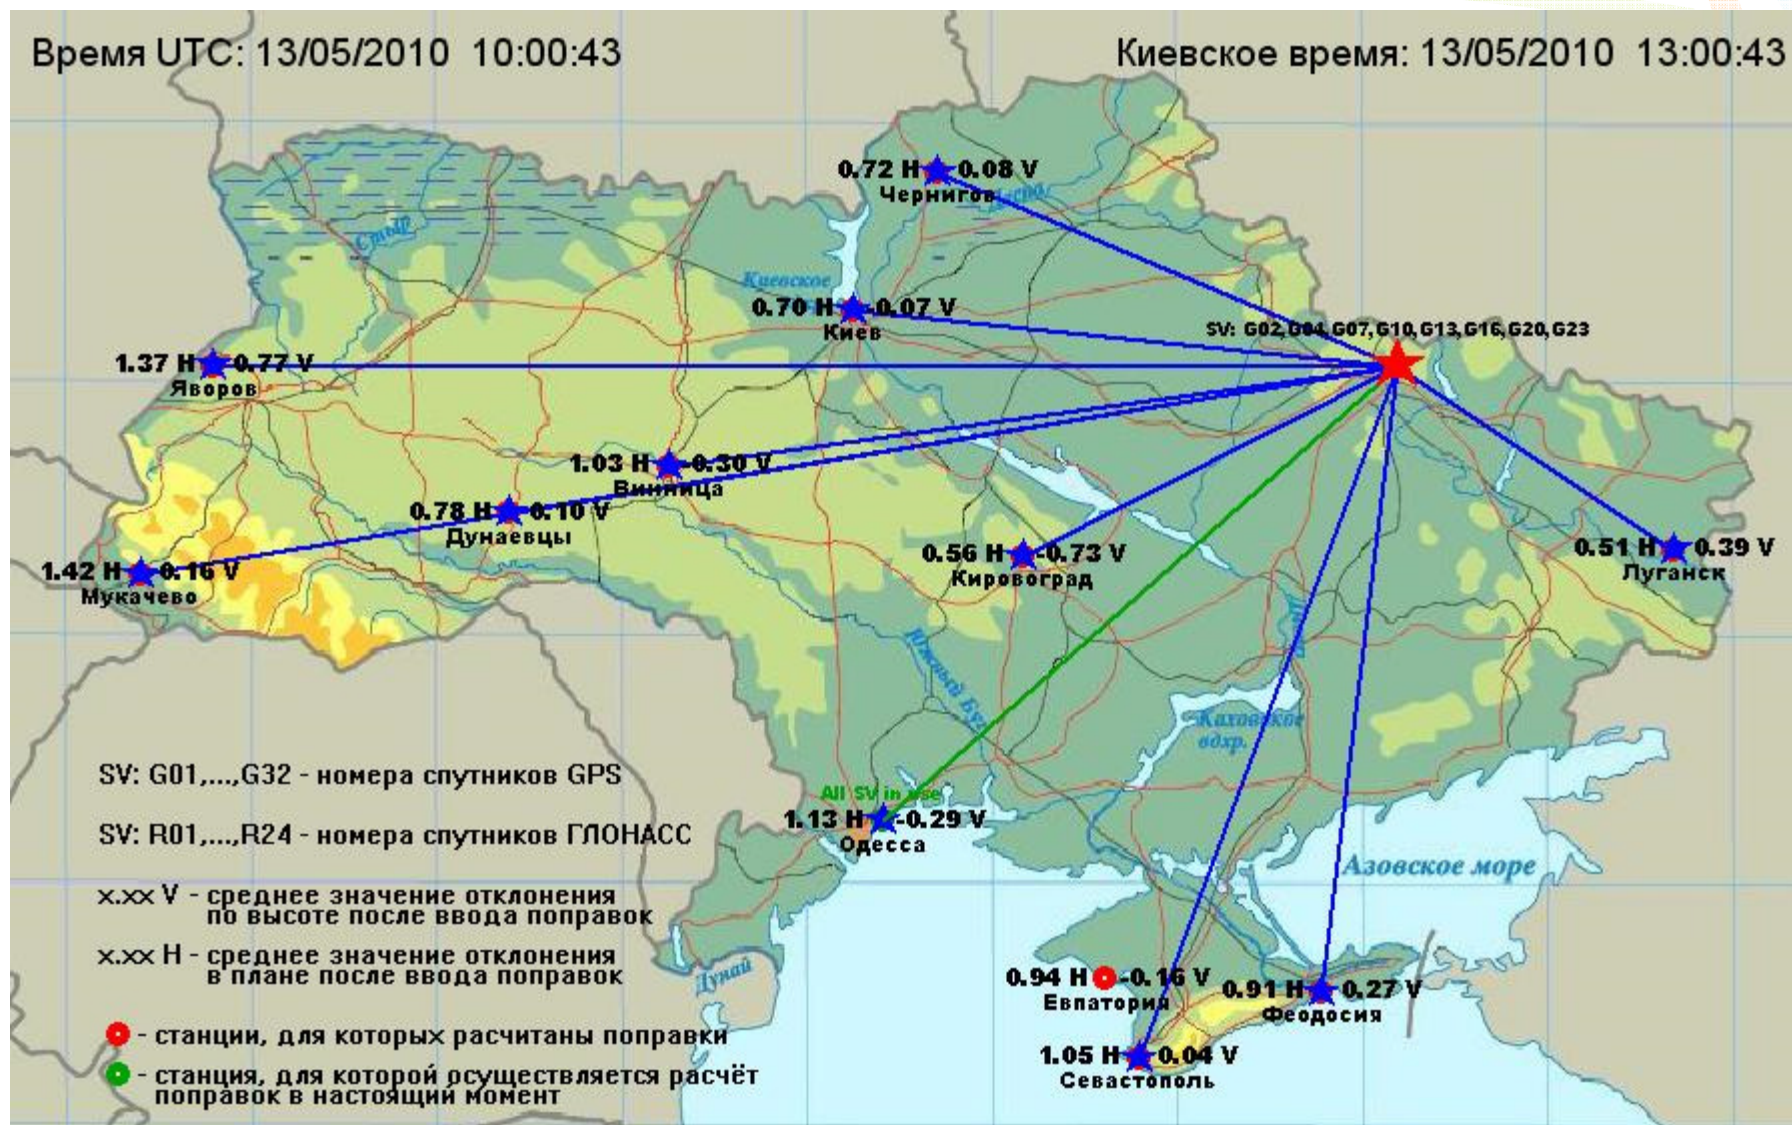 Время UTC: 13/05/2010 10:00:43
Киевское время: 13/05/2010 13:00:43
0.72 H 0.08 V
Чернигов
Десна
Стыр
Киевское
0.70 H -0.07 V
Киев
SV: G02,G04,G07,G10,G13,G16,G20,G23
1.37 H -0.77 V
Яворов
1.03 H -0.30 V
Винница
0.78 H 0.10 V
Дунаевцы
0.56 H -0.73 V
Кировоград
0.51 H 0.39 V
Луганск
1.42 H 0.16 V
Мукачево
Южный Буг
Каховское
вдхр.
SV: G01,...,G32 - номера спутников GPS
All SV in use
1.13 H -0.29 V
Одесса
SV: R01,...,R24 - номера спутников ГЛОНАСС
Азовское море
x.xx V - среднее значение отклонения
по высоте после ввода поправок
x.xx H - среднее значение отклонения
в плане после ввода поправок
Дунай
0.94 H -0.16 V
Евпатория
0.91 H 0.27 V
Феодосия
- станции, для которых расчитаны поправки
1.05 H 0.04 V
Севастополь
- станция, для которой осуществляется расчёт
поправок в настоящий момент